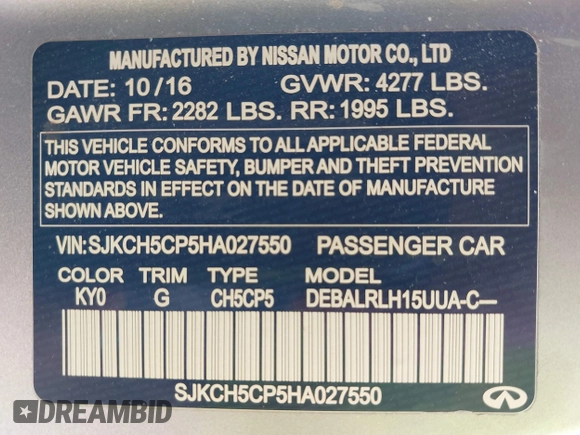 MANUFACTURED BY NISSAN MOTOR CO., LTD
DATE: 10/16 GVWR: 4277 LBS.
GAWR FR: 2282 LBS. RR: 1995 LBS.
THIS VEHICLE CONFORMS TO ALL APPLICABLE FEDERAL
MOTOR VEHICLE SAFETY, BUMPER AND THEFT PREVENTION
STANDARDS IN EFFECT ON THE DATE OF MANUFACTURE
SHOWN ABOVE.
VIN: SJKCH5CP5HA027550 PASSENGER CAR
COLOR TRIM TYPE MODEL
KY0 G CH5CP5 DEBALRLH15UUA-C—
SJKCH5CP5HA027550
DREAMBID